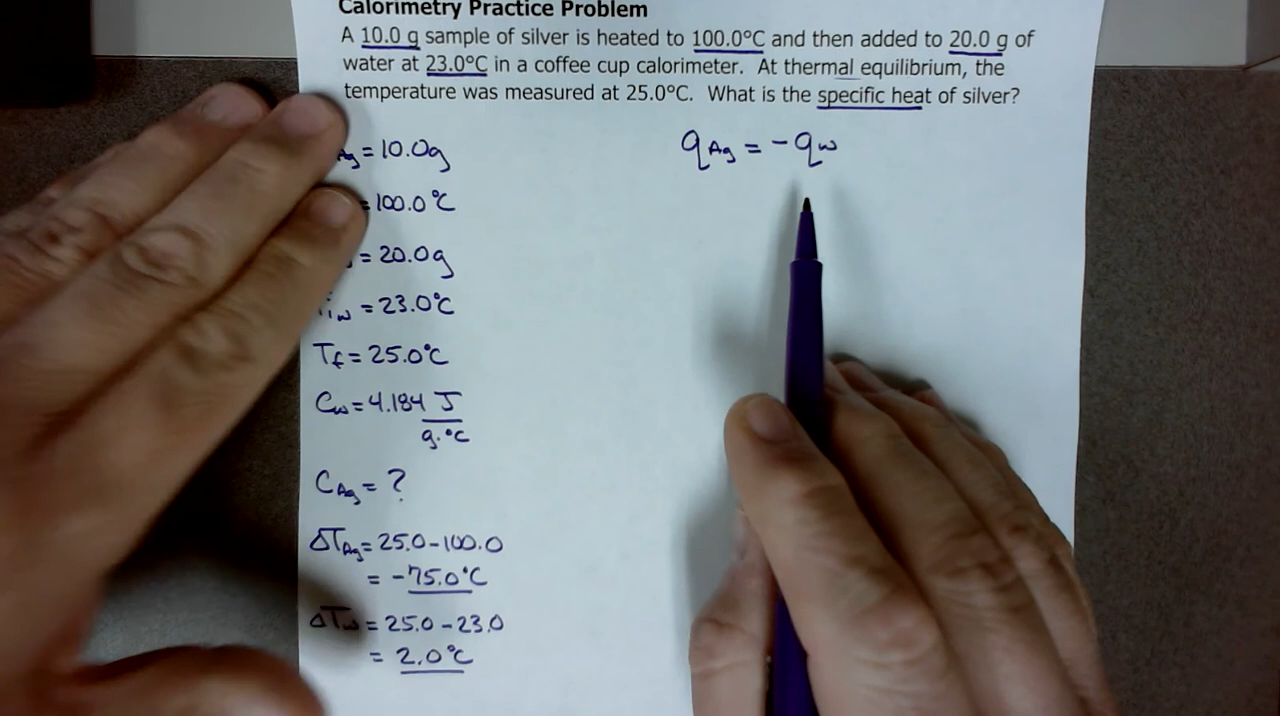 Calorimetry Practice Problem
A 10.0 g sample of silver is heated to 100.0°C and then added to 20.0 g of
water at 23.0°C in a coffee cup calorimeter. At thermal equilibrium, the
temperature was measured at 25.0°C. What is the specific heat of silver?
Ag = 10.0g
100.0°C
= 20.0g
iw = 23.0°C
Tf = 25.0°C
Cw = 4.184 J
g·°C
CAg = ?
ΔTAg = 25.0 - 100.0
= -75.0°C
ΔTw = 25.0 - 23.0
= 2.0°C
qAg = -qw